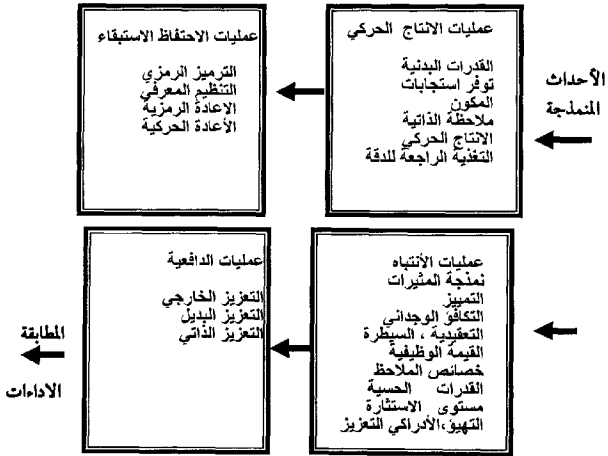 الأحداث
المنمذجة
عمليات الانتاج الحركي
القدرات البدنية
توفر استجابات
المكون
ملاحظة الذاتية
الانتاج الحركي
التغذية الراجعة للدقة
عمليات الاحتفاظ الاستبقاء
الترميز الرمزي
التنظيم المعرفي
الاعادة الرمزية
الأعادة الحركية
عمليات الأنتباه
نمذجة المثيرات
التمييز
التكافؤ الوجداني
التعقيدية ، السيطرة
القيمة الوظيفية
خصائص الملاحظ
القدرات الحسية
مستوى الاستثارة
التهيؤ،الأدراكي التعزيز
عمليات الدافعية
التعزيز الخارجي
التعزيز البديل
التعزيز الذاتي
المطابقة
الاداءات